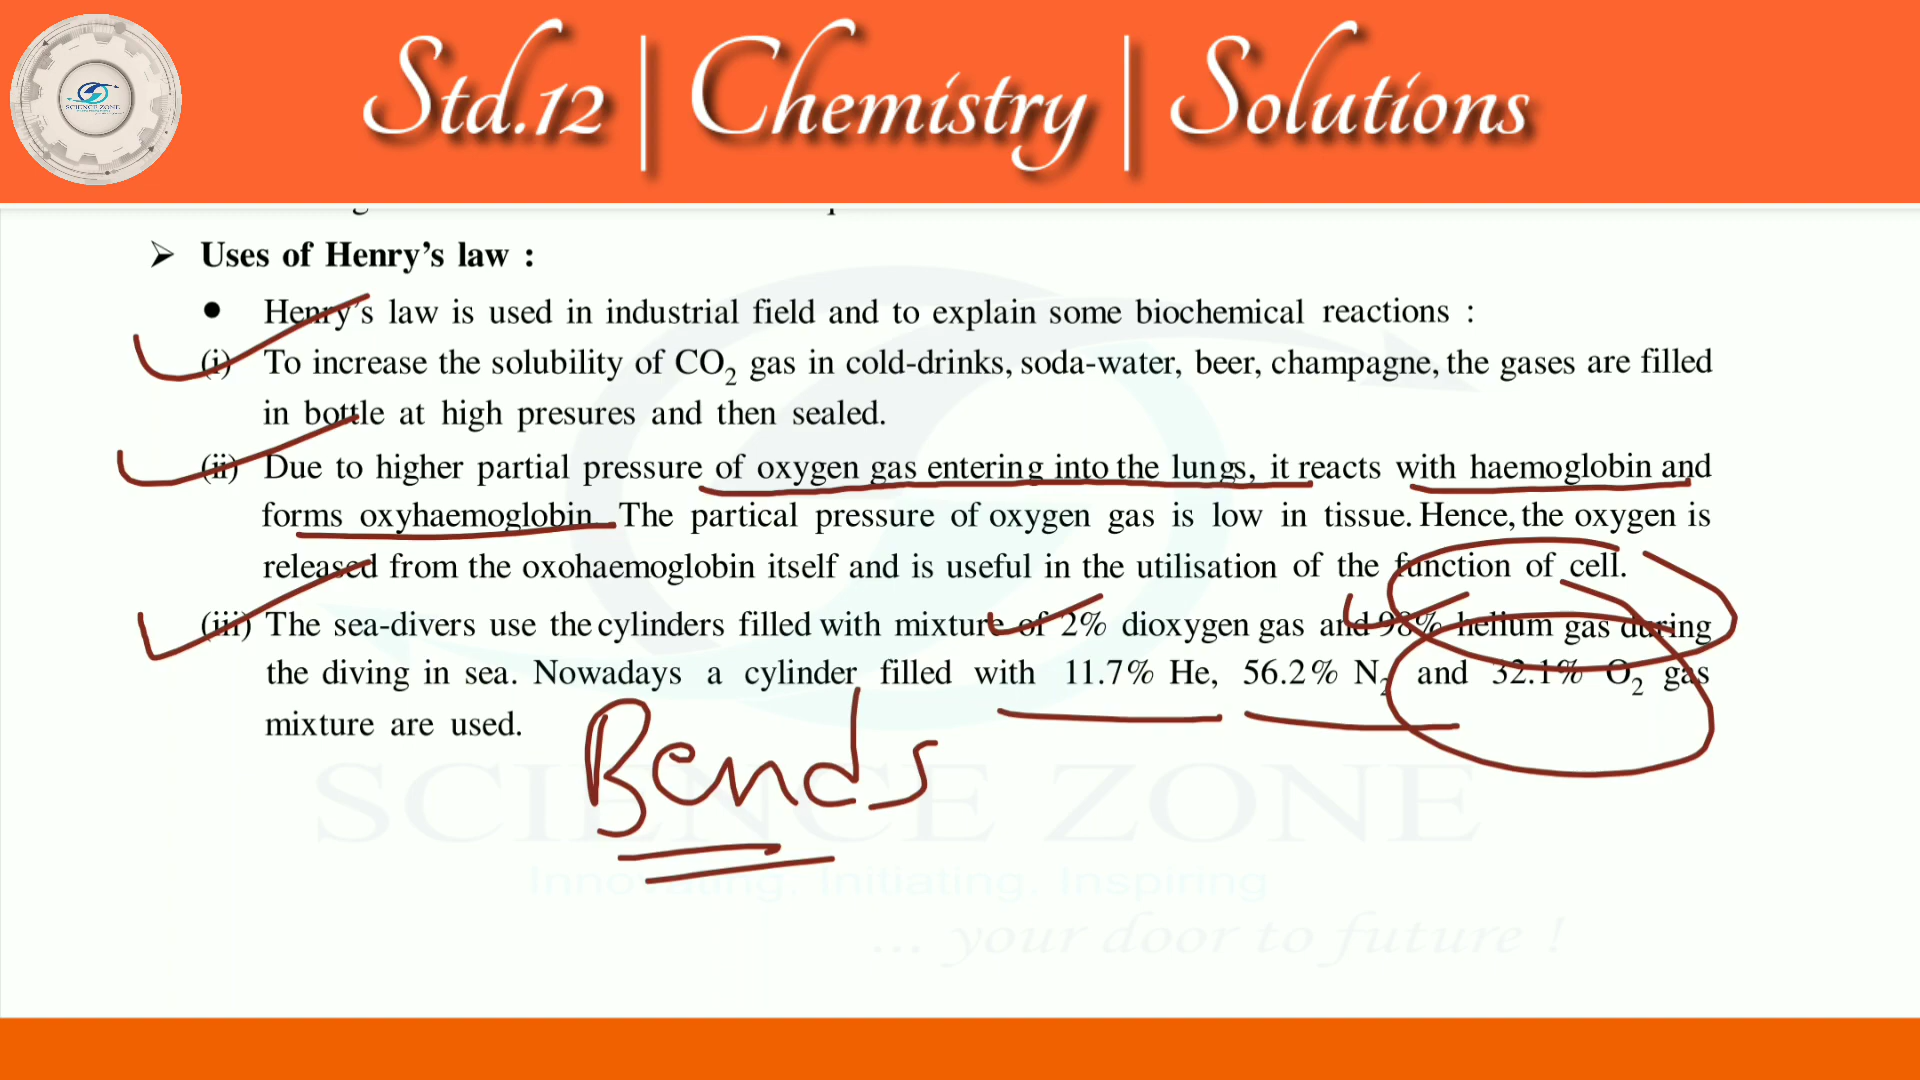 Std.12 | Chemistry | Solutions
SCIENCE ZONE
➢ Uses of Henry's law :
● Henry's law is used in industrial field and to explain some biochemical reactions :
(i) To increase the solubility of CO2 gas in cold-drinks, soda-water, beer, champagne, the gases are filled
in bottle at high presures and then sealed.
(ii) Due to higher partial pressure of oxygen gas entering into the lungs, it reacts with haemoglobin and
forms oxyhaemoglobin. The partical pressure of oxygen gas is low in tissue. Hence, the oxygen is
released from the oxohaemoglobin itself and is useful in the utilisation of the function of cell.
(iii) The sea-divers use the cylinders filled with mixture of 2% dioxygen gas and 98% helium gas during
the diving in sea. Nowadays a cylinder filled with 11.7% He, 56.2% N2 and 32.1% O2 gas
mixture are used.
Bends
SCIENCE ZONE
Innovating. Initiating. Inspiring
... your door to future !